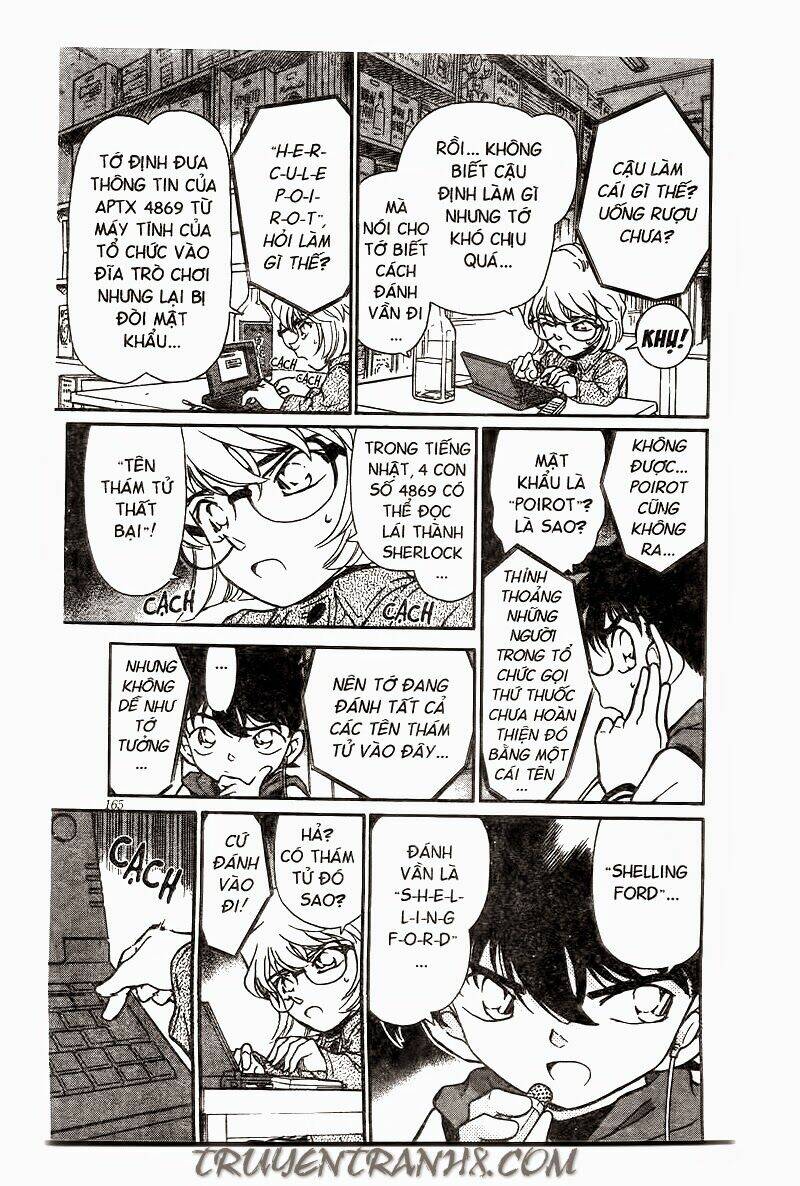 CẬU LÀM
CÁI GÌ THẾ?
UỐNG RƯỢU
CHƯA?
KHỤ!
RỒI... KHÔNG
BIẾT CẬU
ĐỊNH LÀM GÌ
NHƯNG TỚ
KHÓ CHỊU
QUÁ...
MÀ
NÓI CHO
TỚ BIẾT
CÁCH
ĐÁNH
VẦN ĐI ...
"H-E-R-
C-U-L-E
P-O-I-
R-O-T",
HỎI LÀM
GÌ THẾ?
TỚ ĐỊNH ĐƯA
THÔNG TIN CỦA
APTX 4869 TỪ
MÁY TÍNH CỦA
TỔ CHỨC VÀO
ĐĨA TRÒ CHƠI
NHƯNG LẠI BỊ
ĐÒI MẬT
KHẨU...
CẠCH
CẠCH
KHÔNG
ĐƯỢC...
POIROT
CŨNG
KHÔNG
RA...
MẬT
KHẨU LÀ
"POIROT"?
LÀ SAO?
THỈNH
THOẢNG
NHỮNG
NGƯỜI
TRONG TỔ
CHỨC GỌI
THỨ THUỐC
CHƯA HOÀN
THIỆN ĐÓ
BẰNG MỘT
CÁI TÊN
...
TRONG TIẾNG
NHẬT, 4 CON
SỐ 4869 CÓ
THỂ ĐỌC
LÁI THÀNH
SHERLOCK
...
"TÊN
THÁM TỬ
THẤT
BẠI"!
CẠCH
CẠCH
NÊN TỚ ĐANG
ĐÁNH TẤT CẢ
CÁC TÊN THÁM
TỬ VÀO ĐÂY...
...
NHƯNG
KHÔNG
DỄ NHƯ
TỚ
TƯỞNG
...
165
"SHELLING
FORD"...
ĐÁNH
VẦN LÀ
"S-H-E-L-
L-I-N-G
F-O-R-D"
...
HẢ?
CÓ THÁM
TỬ ĐÓ
SAO?
CỨ
ĐÁNH
VÀO
ĐI!
CẠCH
TRUYENTRANH8.COM